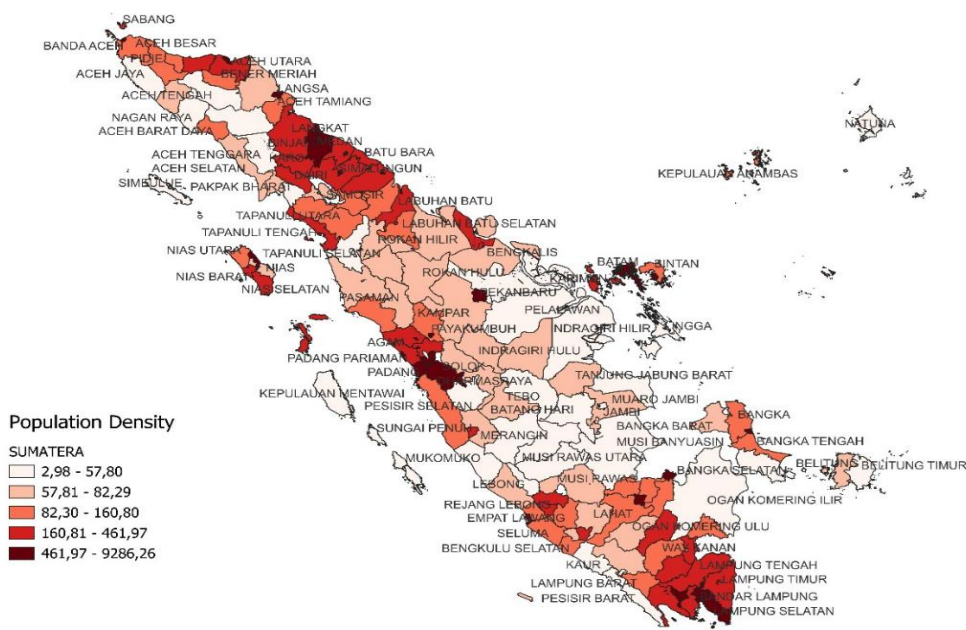 SABANG
BANDA ACEH
ACEH BESAR
PIDIE
ACEH UTARA
ACEH JAYA
BENER MERIAH
LANGSA
ACEH TENGAH
ACEH TAMIANG
NAGAN RAYA
LANGKAT
ACEH BARAT DAYA
MEDAN
BATU BARA
ACEH TENGGARA
SIMALUNGUN
ACEH SELATAN
DAIRI
SIMEULUE
PAKPAK BHARAT
SAMOSIR
NATUNA
KEPULAUAN ANAMBAS
LABUHAN BATU
TAPANULI UTARA
LABUHAN BATU SELATAN
TAPANULI TENGAH
ROKAN HILIR
NIAS UTARA
TAPANULI SELATAN
BENGKALIS
NIAS
NIAS BARAT
ROKAN HULU
BATAM
BINTAN
NIAS SELATAN
KARIMUN
PEKANBARU
PASAMAN
KAMPAR
PELALAWAN
PAYAKUMBUH
INDRAGIRI HILIR
LINGGA
AGAM
INDRAGIRI HULU
PADANG PARIAMAN
PADANG
SOLOK
TANJUNG JABUNG BARAT
DHARMASRAYA
KEPULAUAN MENTAWAI
TEBO
MUARO JAMBI
PESISIR SELATAN
BATANG HARI
JAMBI
BANGKA
SUNGAI PENUH
BANGKA BARAT
MERANGIN
MUSI BANYUASIN
BANGKA TENGAH
MUKOMUKO
MUSI RAWAS UTARA
BANGKA SELATAN
BELITUNG
BELITUNG TIMUR
LEBONG
MUSI RAWAS
OGAN KOMERING ILIR
REJANG LEBONG
EMPAT LAWANG
LAHAT
OGAN KOMERING ULU
SELUMA
BENGKULU SELATAN
WAY KANAN
KAUR
LAMPUNG TENGAH
LAMPUNG BARAT
LAMPUNG TIMUR
PESISIR BARAT
BANDAR LAMPUNG
LAMPUNG SELATAN
Population Density
SUMATERA
2,98 - 57,80
57,81 - 82,29
82,30 - 160,80
160,81 - 461,97
461,97 - 9286,26